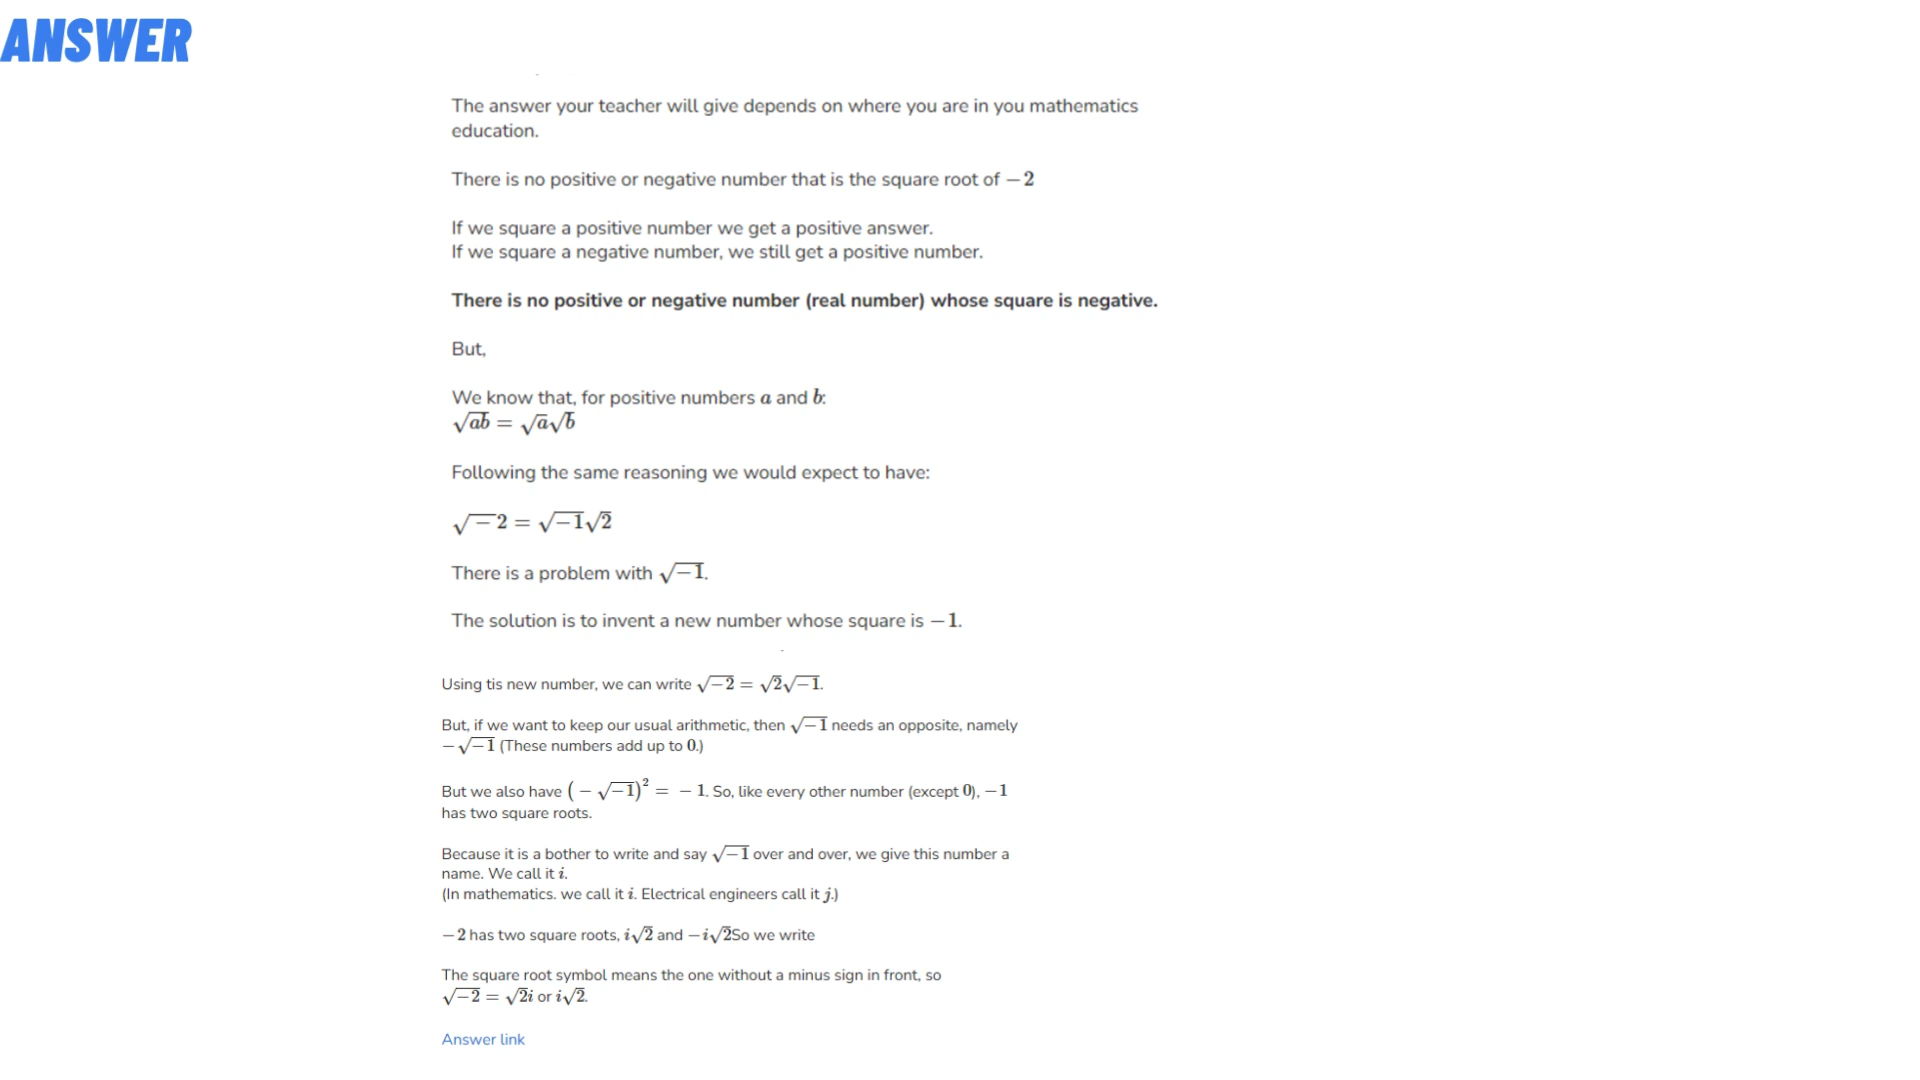 ANSWER
The answer your teacher will give depends on where you are in you mathematics
education.
There is no positive or negative number that is the square root of −2
If we square a positive number we get a positive answer.
If we square a negative number, we still get a positive number.
There is no positive or negative number (real number) whose square is negative.
But,
We know that, for positive numbers a and b:
√ab = √a√b
Following the same reasoning we would expect to have:
√−2 = √−1√2
There is a problem with √−1.
The solution is to invent a new number whose square is −1.
Using tis new number, we can write √−2 = √2√−1.
But, if we want to keep our usual arithmetic, then √−1 needs an opposite, namely
−√−1 (These numbers add up to 0.)
But we also have (−√−1)² = −1. So, like every other number (except 0), −1
has two square roots.
Because it is a bother to write and say √−1 over and over, we give this number a
name. We call it i.
(In mathematics. we call it i. Electrical engineers call it j.)
−2 has two square roots, i√2 and −i√2So we write
The square root symbol means the one without a minus sign in front, so
√−2 = √2i or i√2.
Answer link